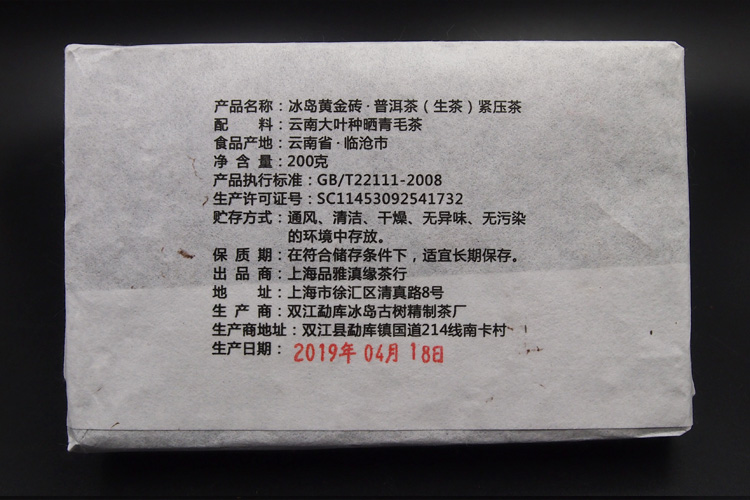 产品名称：冰岛黄金砖·普洱茶（生茶）紧压茶
配 料：云南大叶种晒青毛茶
食品产地：云南省·临沧市
净 含 量：200克
产品执行标准：GB/T22111-2008
生产许可证号：SC11453092541732
贮存方式：通风、清洁、干燥、无异味、无污染
的环境中存放。
保 质 期：在符合储存条件下，适宜长期保存。
出 品 商：上海品雅滇缘茶行
地 址：上海市徐汇区清真路8号
生 产 商：双江勐库冰岛古树精制茶厂
生产商地址：双江县勐库镇国道214线南卡村
生产日期：2019年04月18日